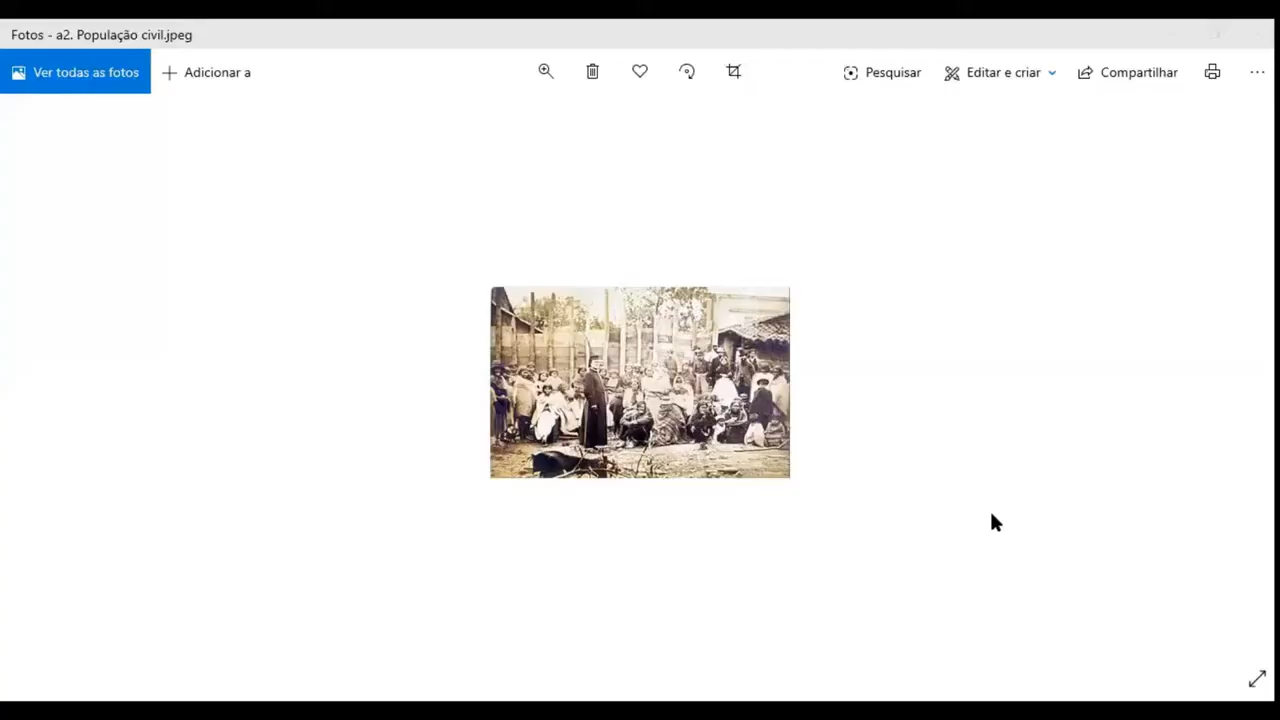 Fotos - a2. População civil.jpeg
Ver todas as fotos
Adicionar a
Pesquisar
Editar e criar
Compartilhar